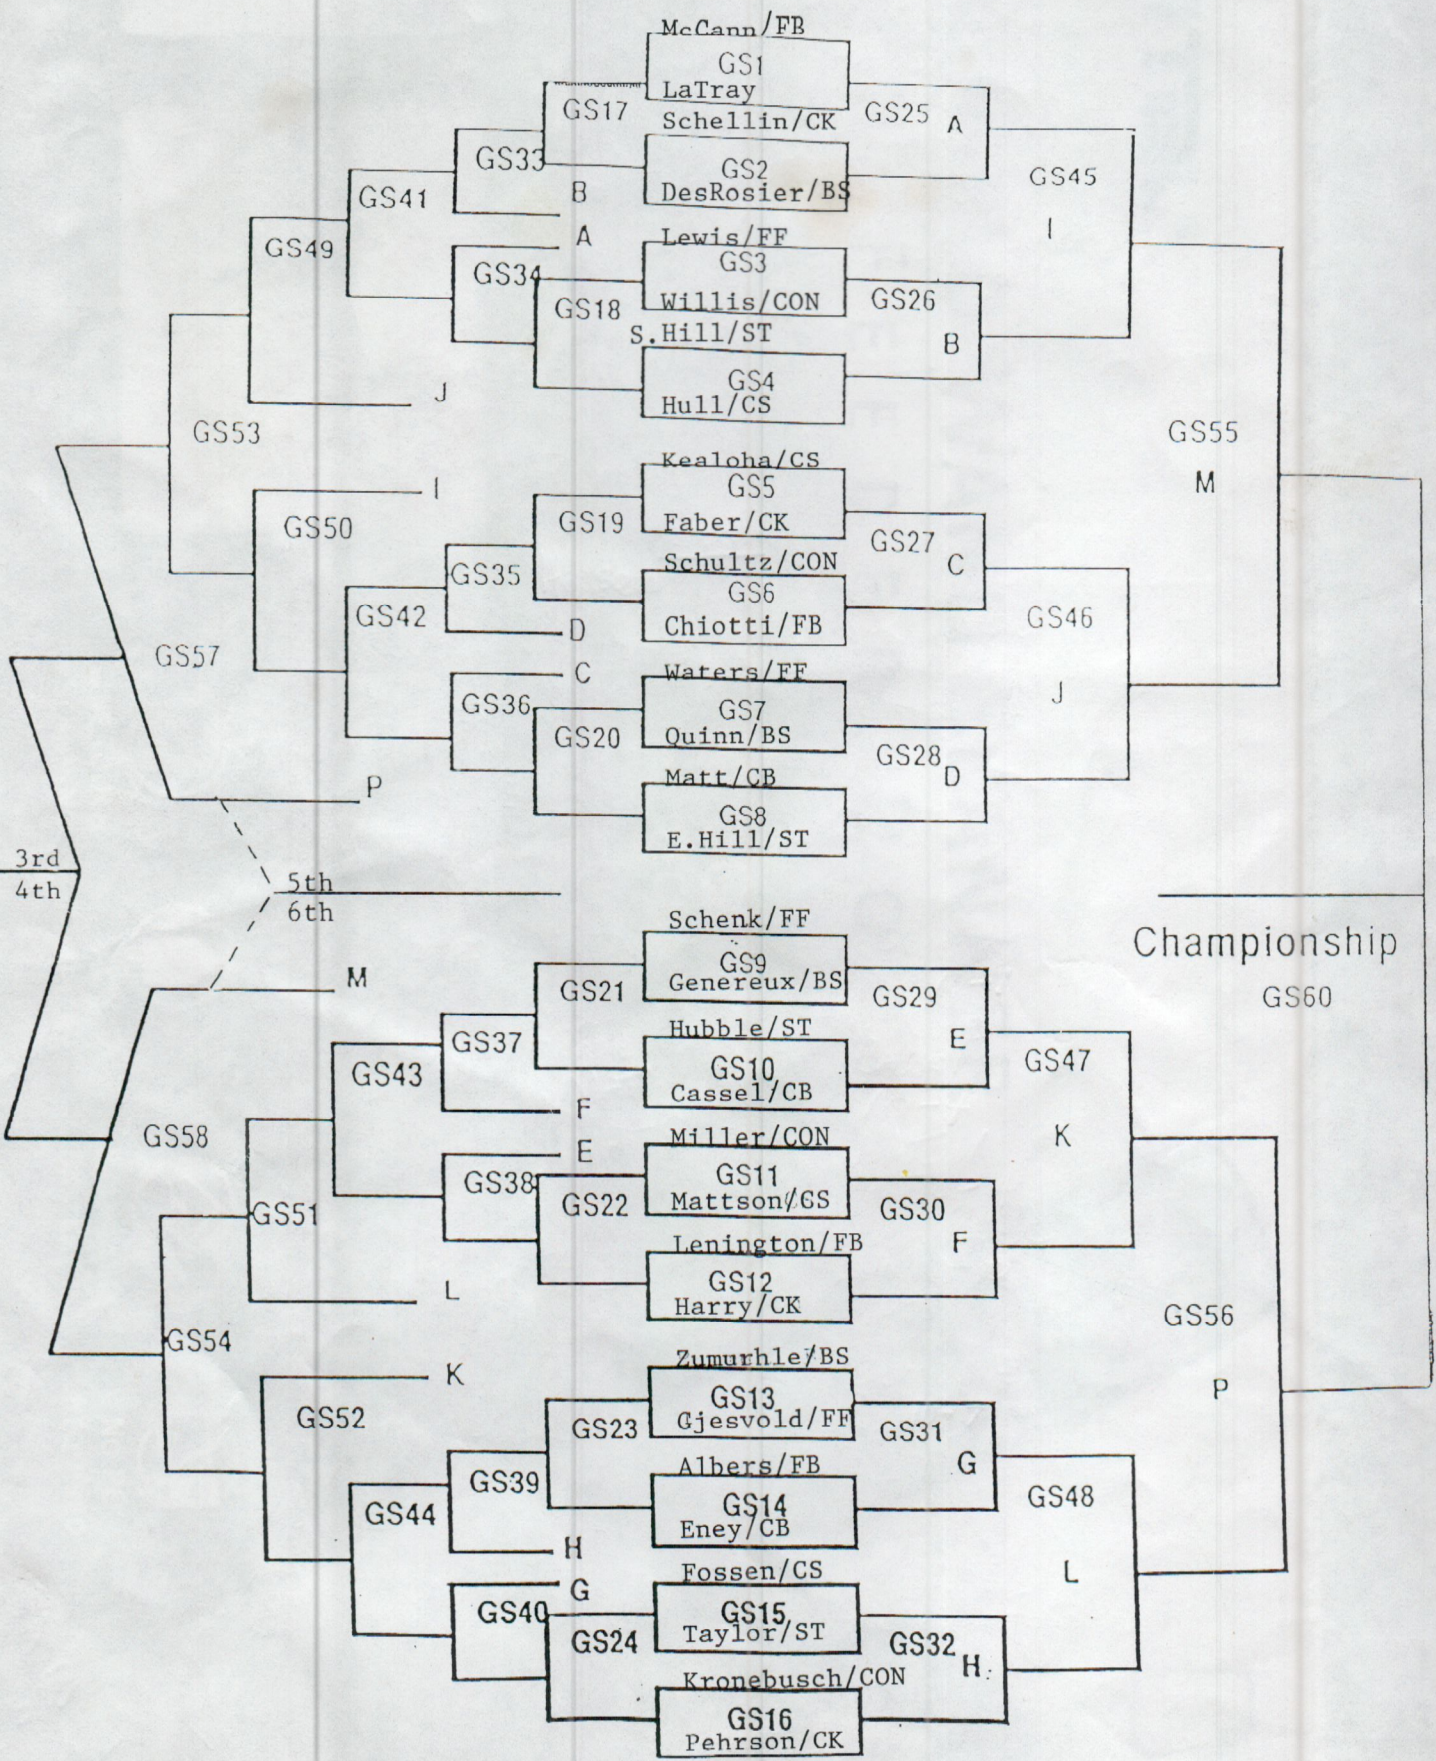 McCann/FB
GS1
LaTray
GS17
GS25
A
Schellin/CK
GS33
GS2
DesRosier/BS
GS45
GS41
B
I
A
Lewis/FF
GS49
GS3
GS34
Willis/CON
GS26
GS18
S.Hill/ST
B
GS4
Hull/CS
J
GS53
GS55
Kealoha/CS
M
I
GS5
GS50
GS19
Faber/CK
GS27
Schultz/CON
C
GS35
GS6
GS42
GS46
D
Chiotti/FB
GS57
C
Waters/FF
J
GS36
GS7
GS20
Quinn/BS
GS28
D
P
Matt/CB
GS8
E.Hill/ST
3rd
4th
5th
6th
Schenk/FF
Championship
M
GS9
Genereux/BS
GS21
GS29
GS60
Hubble/ST
GS37
E
GS10
Cassel/CB
GS47
GS43
F
GS58
Miller/CON
K
E
GS11
GS38
Mattson/CS
GS22
GS30
GS51
Lenington/FB
F
L
GS12
Harry/CK
GS54
GS56
Zumurhle/BS
K
P
GS13
Gjesvold/FF
GS52
GS23
GS31
Albers/FB
G
GS39
GS14
Eney/CB
GS48
GS44
H
Fossen/CS
L
G
GS40
GS15
Taylor/ST
GS24
GS32
H
Kronebusch/CON
GS16
Pehrson/CK